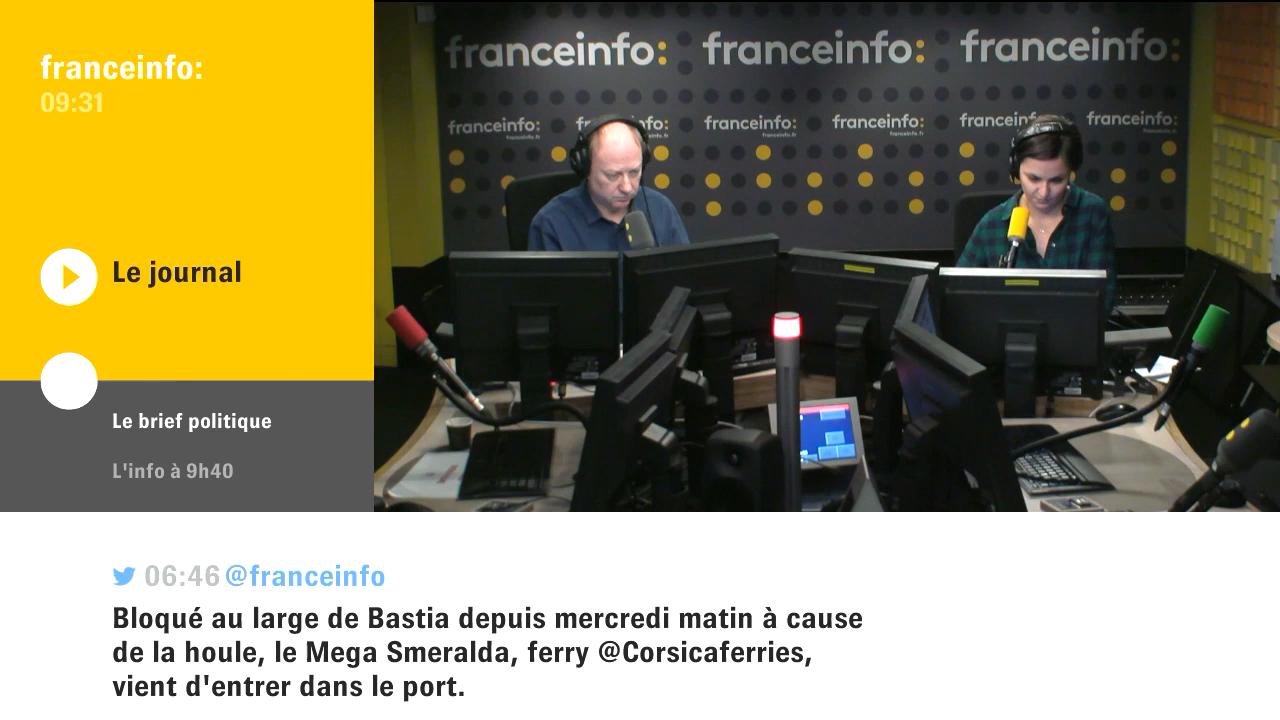 franceinfo:
09:31
Le journal
Le brief politique
L'info à 9h40
franceinfo: franceinfo: franceinfo:
franceinfo: franceinfo: franceinfo: franceinfo: franceinfo: franceinfo:
06:46 @franceinfo
Bloqué au large de Bastia depuis mercredi matin à cause
de la houle, le Mega Smeralda, ferry @Corsicaferries,
vient d'entrer dans le port.